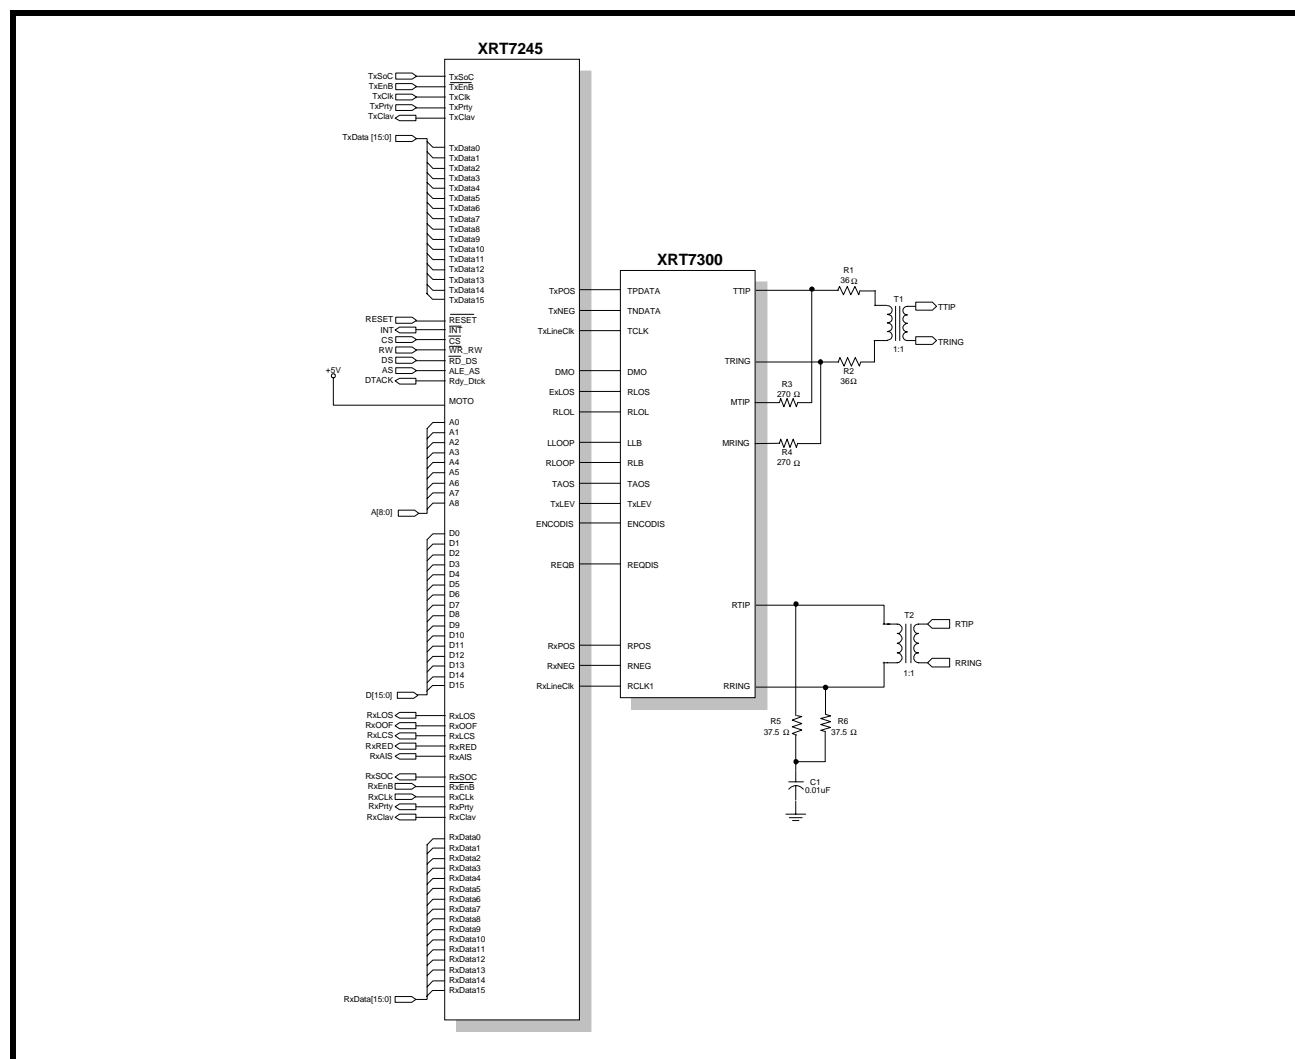 XRT7245
TxSoC TxSoC
TxEnB TxEnB
TxClk TxClk
TxPrty TxPrty
TxClav TxClav
TxData [15:0]
TxData0
TxData1
TxData2
TxData3
TxData4
TxData5
TxData6
TxData7
TxData8
TxData9
TxData10
TxData11
TxData12
TxData13
TxData14
TxData15
RESET RESET
INT INT
CS CS
RW WR_RW
DS RD_DS
AS ALE_AS
DTACK Rdy_Dtck
+5V
MOTO
A0
A1
A2
A3
A4
A5
A6
A7
A8
A[8:0]
D0
D1
D2
D3
D4
D5
D6
D7
D8
D9
D10
D11
D12
D13
D14
D15
D[15:0]
RxLOS RxLOS
RxOOF RxOOF
RxLCS RxLCS
RxRED RxRED
RxAIS RxAIS
RxSOC RxSOC
RxEnB RxEnB
RxCLk RxCLk
RxPrty RxPrty
RxClav RxClav
RxData0
RxData1
RxData2
RxData3
RxData4
RxData5
RxData6
RxData7
RxData8
RxData9
RxData10
RxData11
RxData12
RxData13
RxData14
RxData15
RxData[15:0]
XRT7300
TxPOS TPDATA
TxNEG TNDATA
TxLineClk TCLK
DMO DMO
ExLOS RLOS
RLOL RLOL
LLOOP LLB
RLOOP RLB
TAOS TAOS
TxLEV TxLEV
ENCODIS ENCODIS
REQB REQDIS
RxPOS RPOS
RxNEG RNEG
RxLineClk RCLK1
TTIP
TRING
MTIP
MRING
RTIP
RRING
R1
36Ω
T1
TTIP
TRING
1:1
R2
36Ω
R3
270 Ω
R4
270 Ω
T2
RTIP
RRING
1:1
R5
37.5 Ω
R6
37.5 Ω
C1
0.01uF